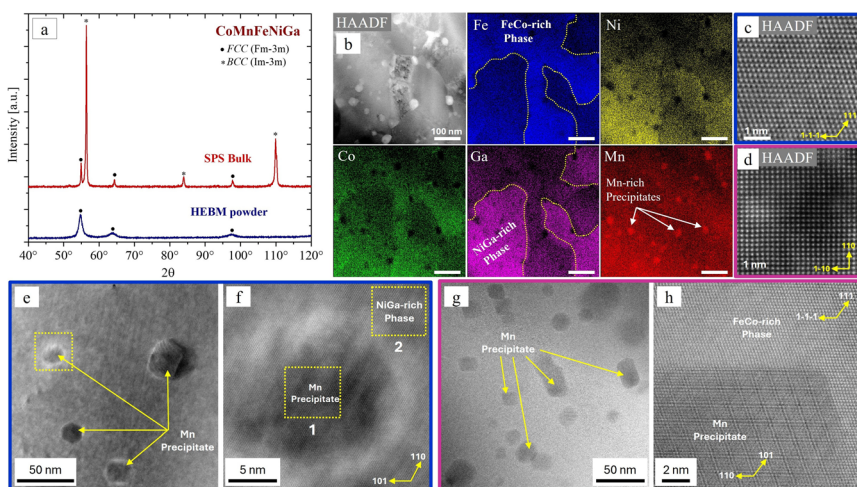 a
CoMnFeNiGa
FCC (Fm-3m)
BCC (Im-3m)
Intensity [a.u.]
SPS Bulk
HEBM powder
40 50 60 70 80 90 100 110 120
2θ
HAADF
b
100 nm
Fe
FeCo-rich
Phase
Ni
Co
Ga
NiGa-rich
Phase
Mn
Mn-rich
Precipitates
c
HAADF
1 nm
111
1-1-1
d
HAADF
1 nm
110
1-10
e
Mn
Precipitate
50 nm
f
NiGa-rich
Phase
2
Mn
Precipitate
1
5 nm
110
101
g
Mn
Precipitate
50 nm
h
111
1-1-1
FeCo-rich
Phase
Mn
Precipitate
101
110
2 nm